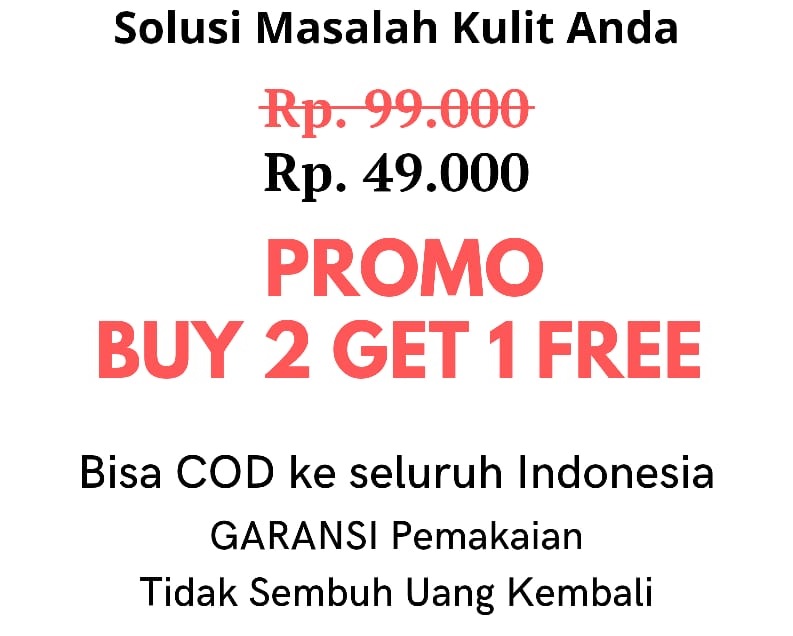 Solusi Masalah Kulit Anda
Rp. 99.000
Rp. 49.000
PROMO
BUY 2 GET 1 FREE
Bisa COD ke seluruh Indonesia
GARANSI Pemakaian
Tidak Sembuh Uang Kembali